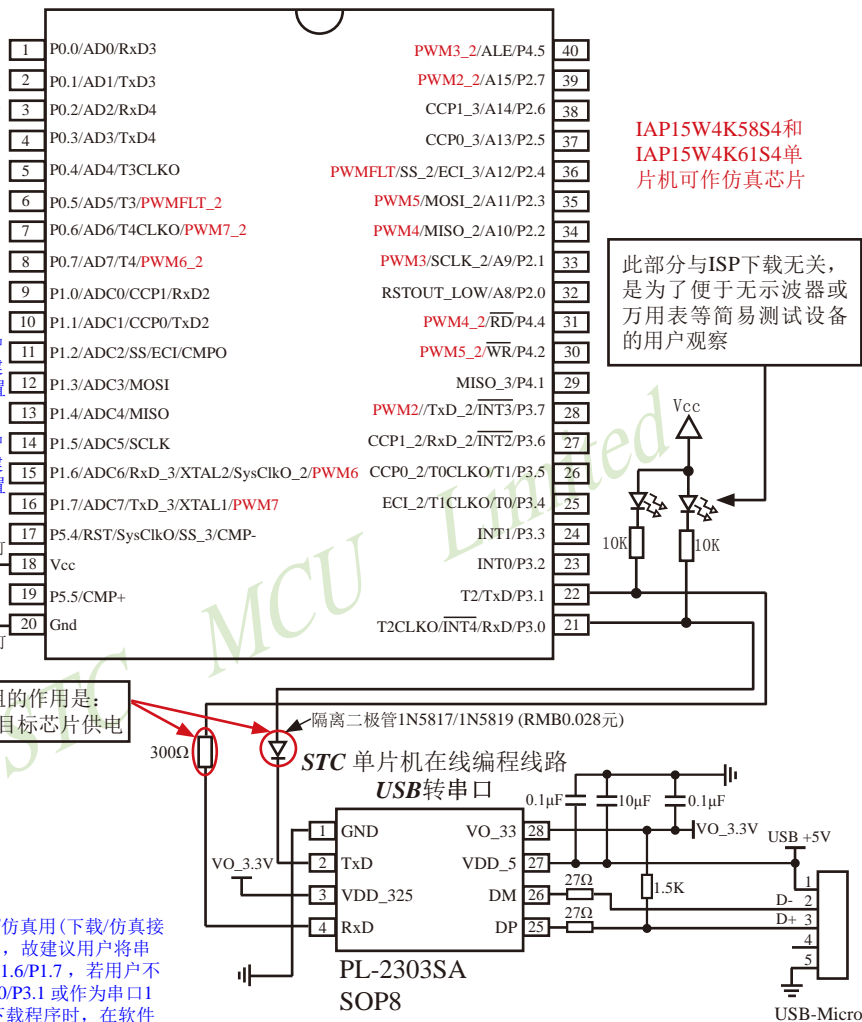 1 P0.0/AD0/RxD3
2 P0.1/AD1/TxD3
3 P0.2/AD2/RxD4
4 P0.3/AD3/TxD4
5 P0.4/AD4/T3CLKO
6 P0.5/AD5/T3/PWMFLT_2
7 P0.6/AD6/T4CLKO/PWM7_2
8 P0.7/AD7/T4/PWM6_2
9 P1.0/ADC0/CCP1/RxD2
10 P1.1/ADC1/CCP0/TxD2
11 P1.2/ADC2/SS/ECI/CMPO
12 P1.3/ADC3/MOSI
13 P1.4/ADC4/MISO
14 P1.5/ADC5/SCLK
15 P1.6/ADC6/RxD_3/XTAL2/SysClkO_2/PWM6
16 P1.7/ADC7/TxD_3/XTAL1/PWM7
17 P5.4/RST/SysClkO/SS_3/CMP-
18 Vcc
19 P5.5/CMP+
20 Gnd
PWM3_2/ALE/P4.5 40
PWM2_2/A15/P2.7 39
CCP1_3/A14/P2.6 38
CCP0_3/A13/P2.5 37
PWMFLT/SS_2/ECI_3/A12/P2.4 36
PWM5/MOSI_2/A11/P2.3 35
PWM4/MISO_2/A10/P2.2 34
PWM3/SCLK_2/A9/P2.1 33
RSTOUT_LOW/A8/P2.0 32
PWM4_2/RD/P4.4 31
PWM5_2/WR/P4.2 30
MISO_3/P4.1 29
PWM2//TxD_2/INT3/P3.7 28
CCP1_2/RxD_2/INT2/P3.6 27
CCP0_2/T0CLKO/T1/P3.5 26
ECI_2/T1CLKO/T0/P3.4 25
INT1/P3.3 24
INT0/P3.2 23
T2/TxD/P3.1 22
T2CLKO/INT4/RxD/P3.0 21
IAP15W4K58S4和
IAP15W4K61S4单
片机可作仿真芯片
此部分与ISP下载无关，
是为了便于无示波器或
万用表等简易测试设备
的用户观察
Vcc
10K
10K
STC MCU Limited
的作用是：
目标芯片供电
300Ω
隔离二极管1N5817/1N5819 (RMB0.028元)
STC 单片机在线编程线路
USB转串口
0.1μF
10μF
0.1μF
1 GND
2 TxD
3 VDD_325
4 RxD
VO_33 28
VDD_5 27
DM 26
DP 25
VO_3.3V
VO_3.3V
USB +5V
27Ω
27Ω
1.5K
1
D- 2
D+ 3
4
5
PL-2303SA
SOP8
USB-Micro
/仿真用(下载/仿真接
，故建议用户将串
1.6/P1.7，若用户不
0/P3.1 或作为串口1
下载程序时，在软件